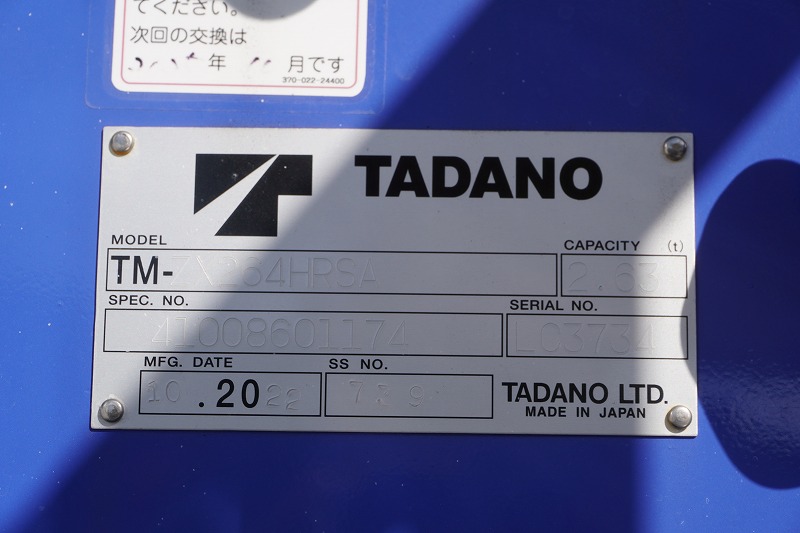 てください。
次回の交換は
年 月です
370-022-24400
TADANO
MODEL CAPACITY (t)
TM-ZX264HRSA 2.63
SPEC. NO. SERIAL NO.
41008601174 LC3734
MFG. DATE SS NO.
10 .2022
TADANO LTD.
MADE IN JAPAN